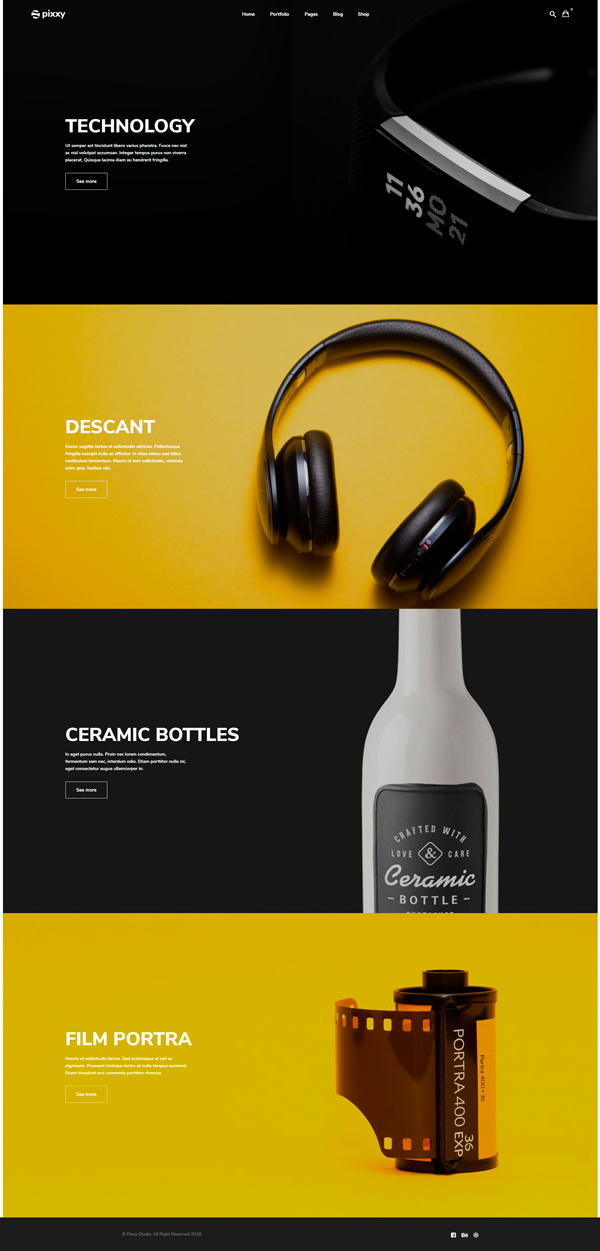 pixxy
Home Portfolio Pages Blog Shop
0
TECHNOLOGY
Ut semper est tincidunt libero varius pharetra. Fusce nec nisl
ac nisl volutpat accumsan. Integer tempus purus non viverra
placerat. Quisque lacinia diam eu hendrerit fringilla.
See more
11
36
MO
21
DESCANT
Donec sagittis lectus et sollicitudin ultricies. Pellentesque
fringilla suscipit nulla ac efficitur. In vitae metus sed tellus
vestibulum fermentum. Mauris ut sem sollicitudin, vehicula
enim quis, facilisis nisi.
See more
CERAMIC BOTTLES
In eget purus nulla. Proin nec lorem condimentum,
fermentum sem nec, interdum odio. Etiam porttitor nulla mi,
eget consectetur augue ullamcorper in.
See more
CRAFTED WITH
LOVE & CARE
Ceramic
BOTTLE
FILM PORTRA
Mauris ut sollicitudin lectus. Sed scelerisque at nisl ac
dignissim. Praesent tristique tortor at nulla tempus euismod.
Etiam tincidunt orci commodo porttitor rhoncus.
See more
PORTRA 400
36
EXP
Portra 400 • 36
© Pixxy Studio. All Right Reserved 2018